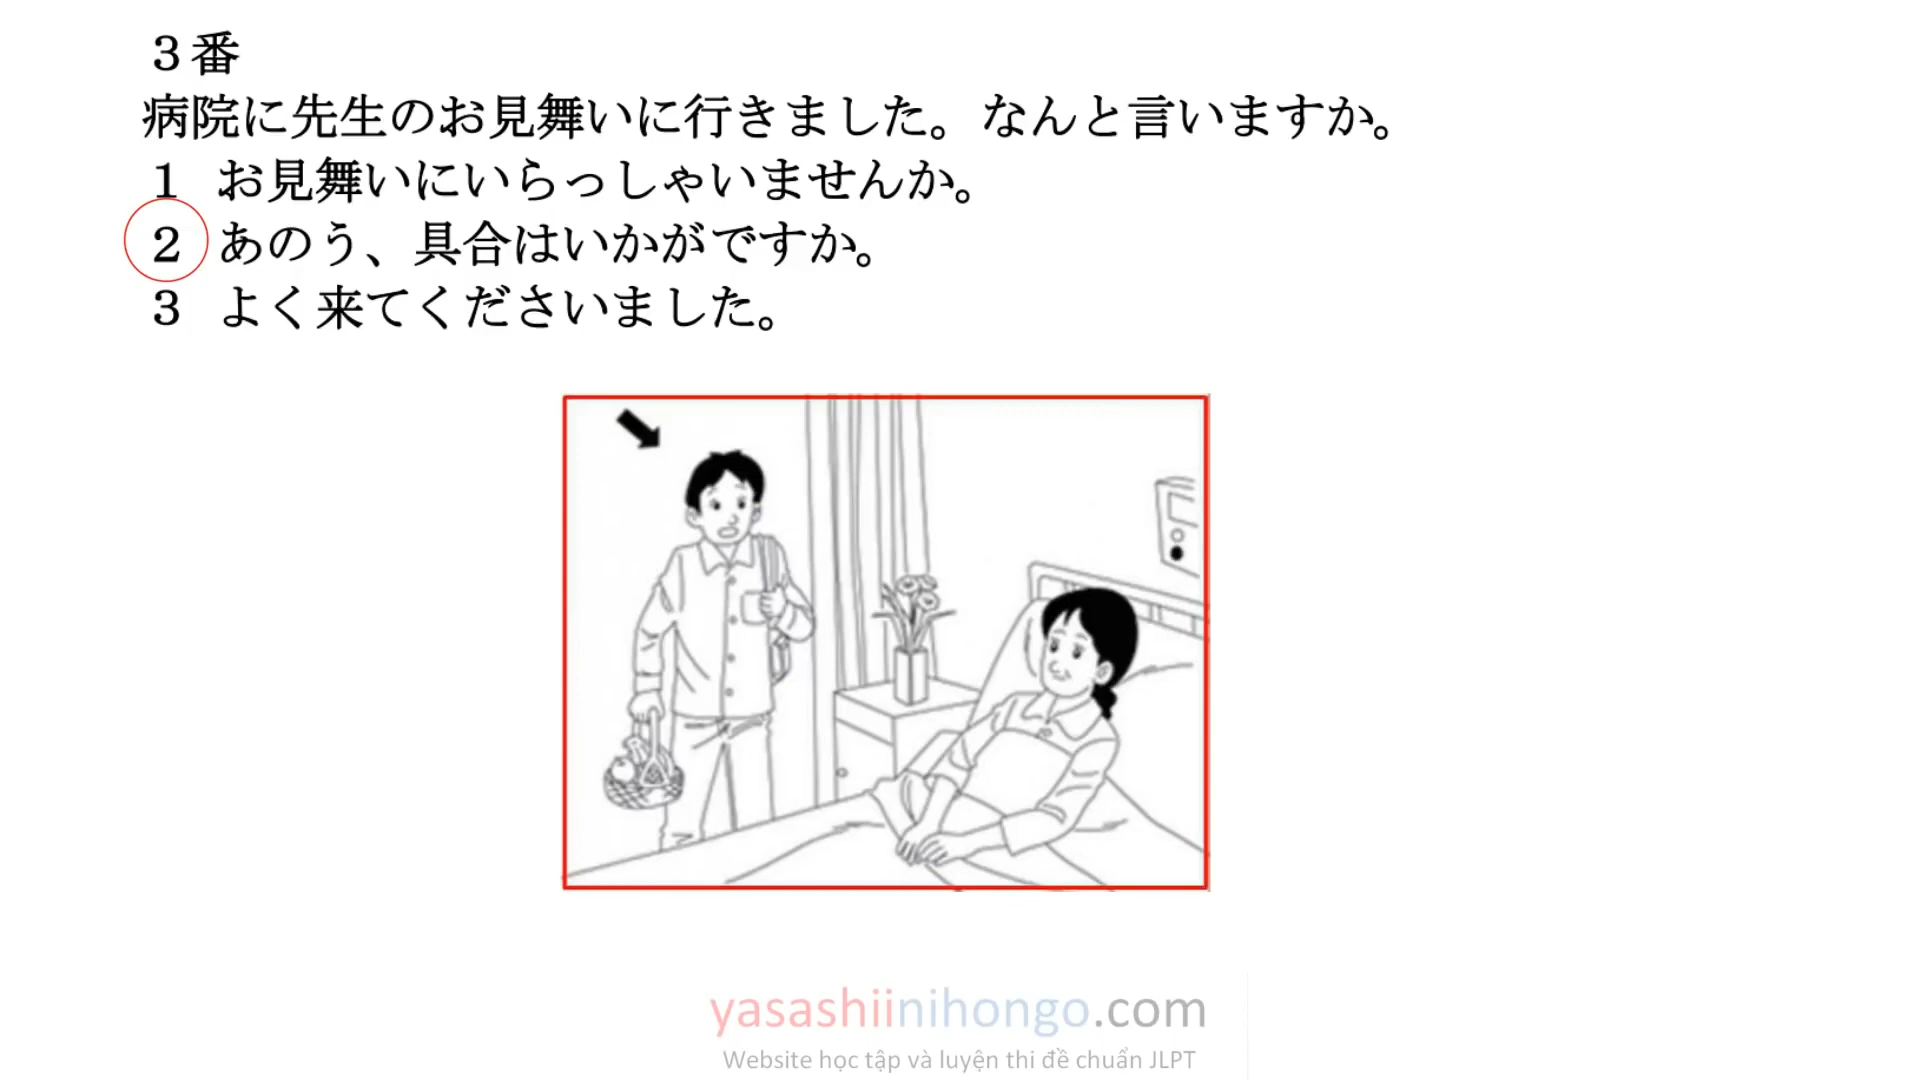 ３番
病院に先生のお見舞いに行きました。なんと言いますか。
１ お見舞いにいらっしゃいませんか。
２ あのう、具合はいかがですか。
３ よく来てくださいました。
yasashiinihongo.com
Website học tập và luyện thi đề chuẩn JLPT